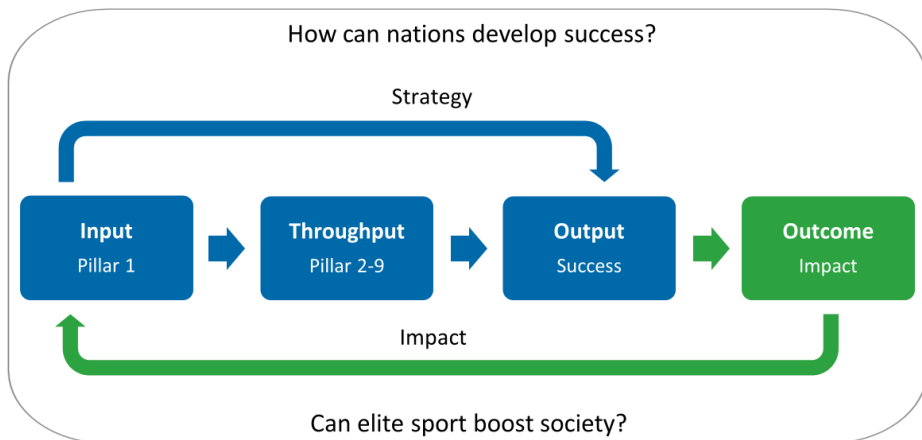 How can nations develop success?
Strategy
Input
Pillar 1
Throughput
Pillar 2-9
Output
Success
Outcome
Impact
Impact
Can elite sport boost society?